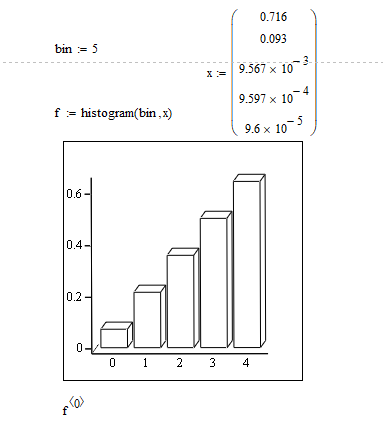 bin := 5
x := 0.716
0.093
9.567 × 10⁻³
9.597 × 10⁻⁴
9.6 × 10⁻⁵
f := histogram(bin,x)
0.6
0.4
0.2
0
0 1 2 3 4
f⟨0⟩